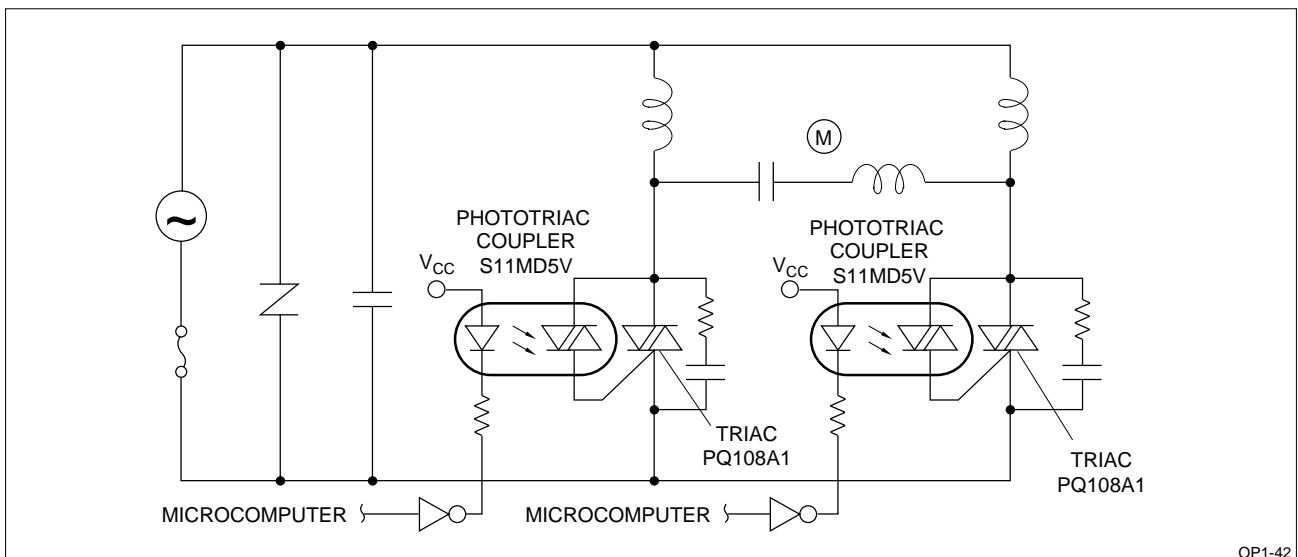 M
PHOTOTRIAC
COUPLER
S11MD5V
VCC
PHOTOTRIAC
COUPLER
S11MD5V
VCC
TRIAC
PQ108A1
TRIAC
PQ108A1
MICROCOMPUTER
MICROCOMPUTER
OP1-42